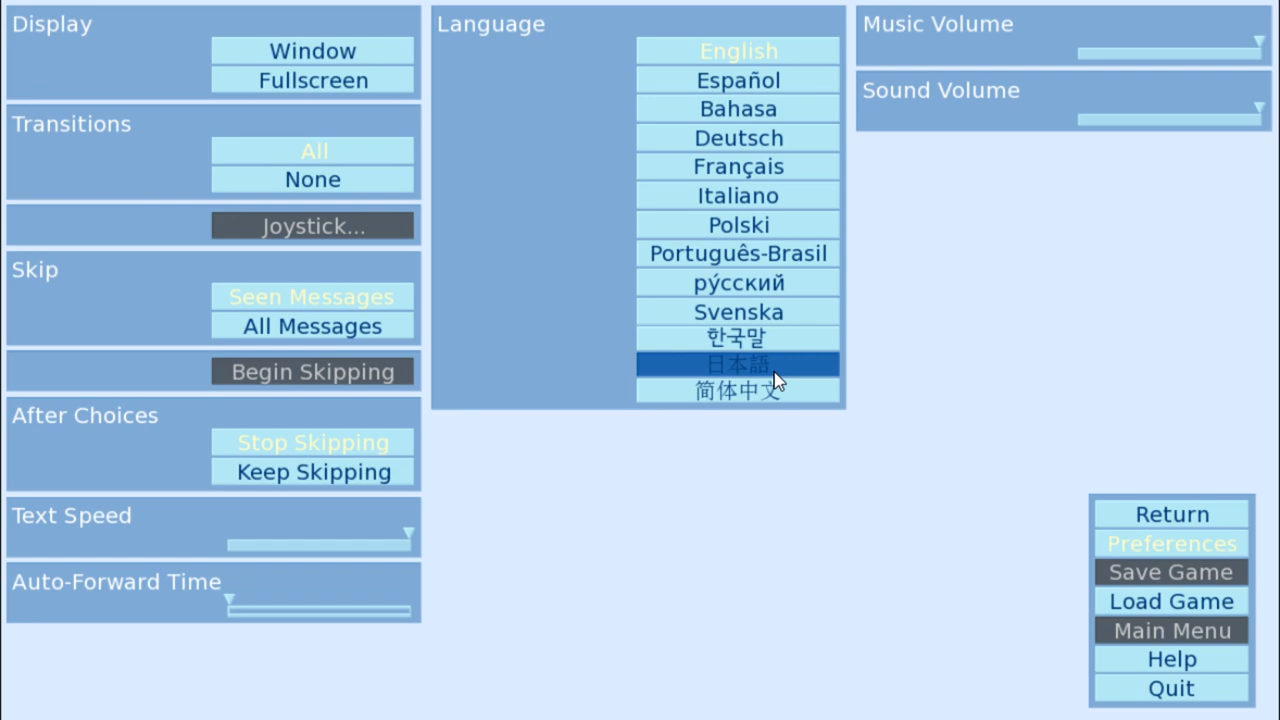 Display
Window
Fullscreen
Transitions
All
None
Joystick...
Skip
Seen Messages
All Messages
Begin Skipping
After Choices
Stop Skipping
Keep Skipping
Text Speed
Auto-Forward Time
Language
English
Español
Bahasa
Deutsch
Français
Italiano
Polski
Português-Brasil
ру́сский
Svenska
한국말
日本語
简体中文
Music Volume
Sound Volume
Return
Preferences
Save Game
Load Game
Main Menu
Help
Quit